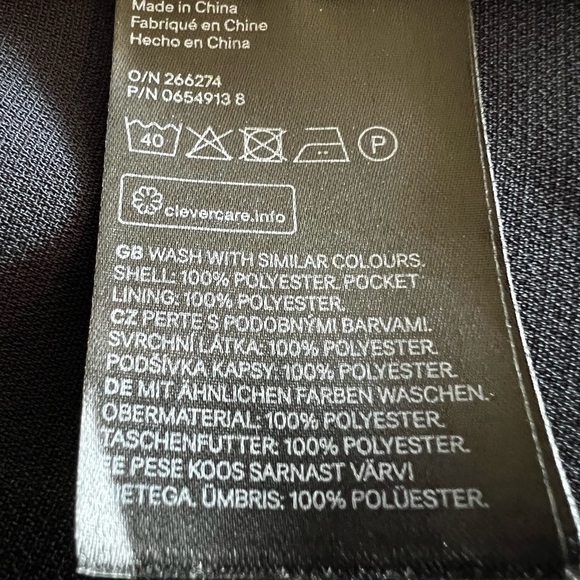 Made in China
Fabriqué en Chine
Hecho en China
O/N 266274
P/N 0654913 8
40 P
clevercare.info
GB WASH WITH SIMILAR COLOURS.
SHELL: 100% POLYESTER. POCKET
LINING: 100% POLYESTER.
CZ PERTE S PODOBNÝMI BARVAMI.
SVRCHNÍ LÁTKA: 100% POLYESTER.
PODŠÍVKA KAPSY: 100% POLYESTER.
DE MIT ÄHNLICHEN FARBEN WASCHEN.
OBERMATERIAL: 100% POLYESTER.
TASCHENFUTTER: 100% POLYESTER.
EE PESE KOOS SARNAST VÄRVI
ÜMBRIS: 100% POLÜESTER.